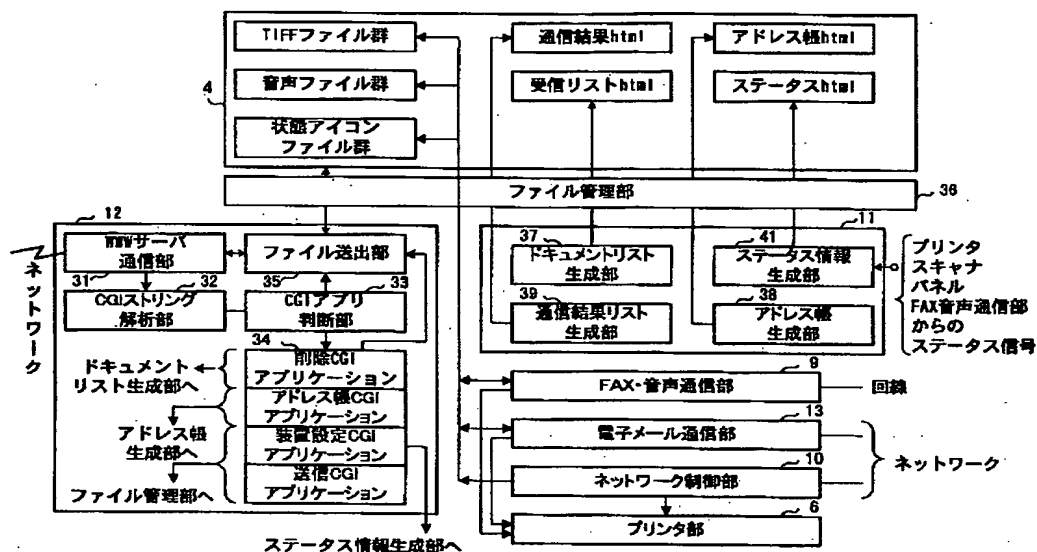 TIFFファイル群
通信結果html
アドレス帳html
音声ファイル群
受信リストhtml
ステータスhtml
4
状態アイコン
ファイル群
ファイル管理部
36
12
11
WWWサーバ
通信部
ファイル送出部
37
ドキュメントリスト
生成部
41
ステータス情報
生成部
プリンタ
スキャナ
パネル
FAX音声通信部
からの
ステータス信号
31
32
35
33
ネットワーク
CGIストリング
解析部
CGIアプリ
判断部
39
通信結果リスト
生成部
38
アドレス帳
生成部
34
削除CGI
アプリケーション
ドキュメント
リスト生成部へ
アドレス帳CGI
アプリケーション
アドレス帳
生成部へ
装置設定CGI
アプリケーション
送信CGI
アプリケーション
ファイル管理部へ
ステータス情報生成部へ
9
FAX・音声通信部
回線
13
電子メール通信部
10
ネットワーク制御部
ネットワーク
6
プリンタ部